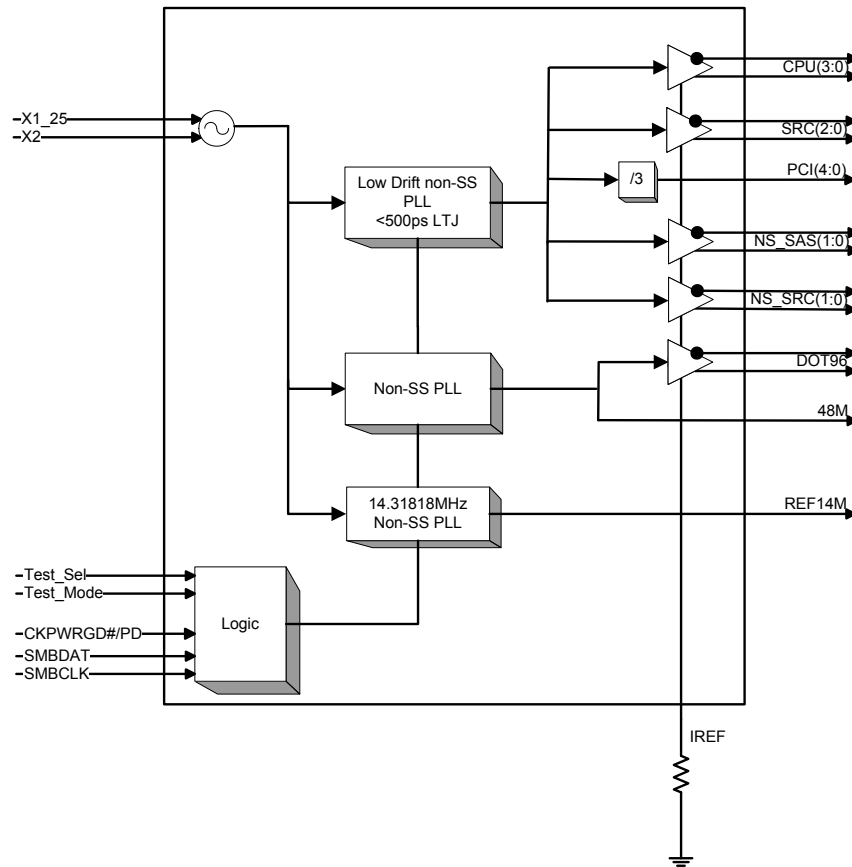 CPU(3:0)
X1_25
X2
SRC(2:0)
PCI(4:0)
/3
Low Drift non-SS
PLL
<500ps LTJ
NS_SAS(1:0)
NS_SRC(1:0)
DOT96
Non-SS PLL
48M
14.31818MHz
Non-SS PLL
REF14M
Test_Sel
Test_Mode
Logic
CKPWRGD#/PD
SMBDAT
SMBCLK
IREF